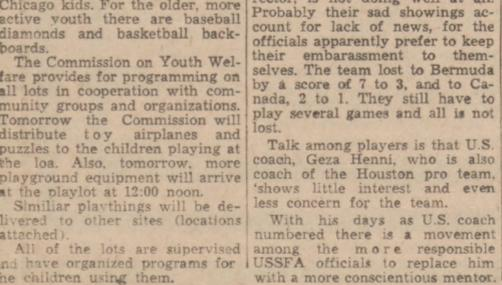 Chicago kids. For the older, more
active youth there are baseball
diamonds and basketball back-
boards.
The Commission on Youth Wel-
fare provides for programming on
all lots in cooperation with com-
munity groups and organizations.
Tomorrow the Commission will
distribute toy airplanes and
puzzles to the children playing at
the loa. Also, tomorrow, more
playground equipment will arrive
at the playlot at 12:00 noon.
Similiar playthings will be de-
livered to other sites (locations
attached).
All of the lots are supervised
and have organized programs for
he children using them.
Probably their sad showings ac-
count for lack of news, for the
officials apparently prefer to keep
their embarassment to them-
selves. The team lost to Bermuda
by a score of 7 to 3, and to Ca-
nada, 2 to 1. They still have to
play several games and all is not
lost.
Talk among players is that U.S.
coach, Geza Henni, who is also
coach of the Houston pro team,
'shows little interest and even
less concern for the team.
With his days as U.S. coach
numbered there is a movement
among the more responsible
USSFA officials to replace him
with a more conscientious mentor.